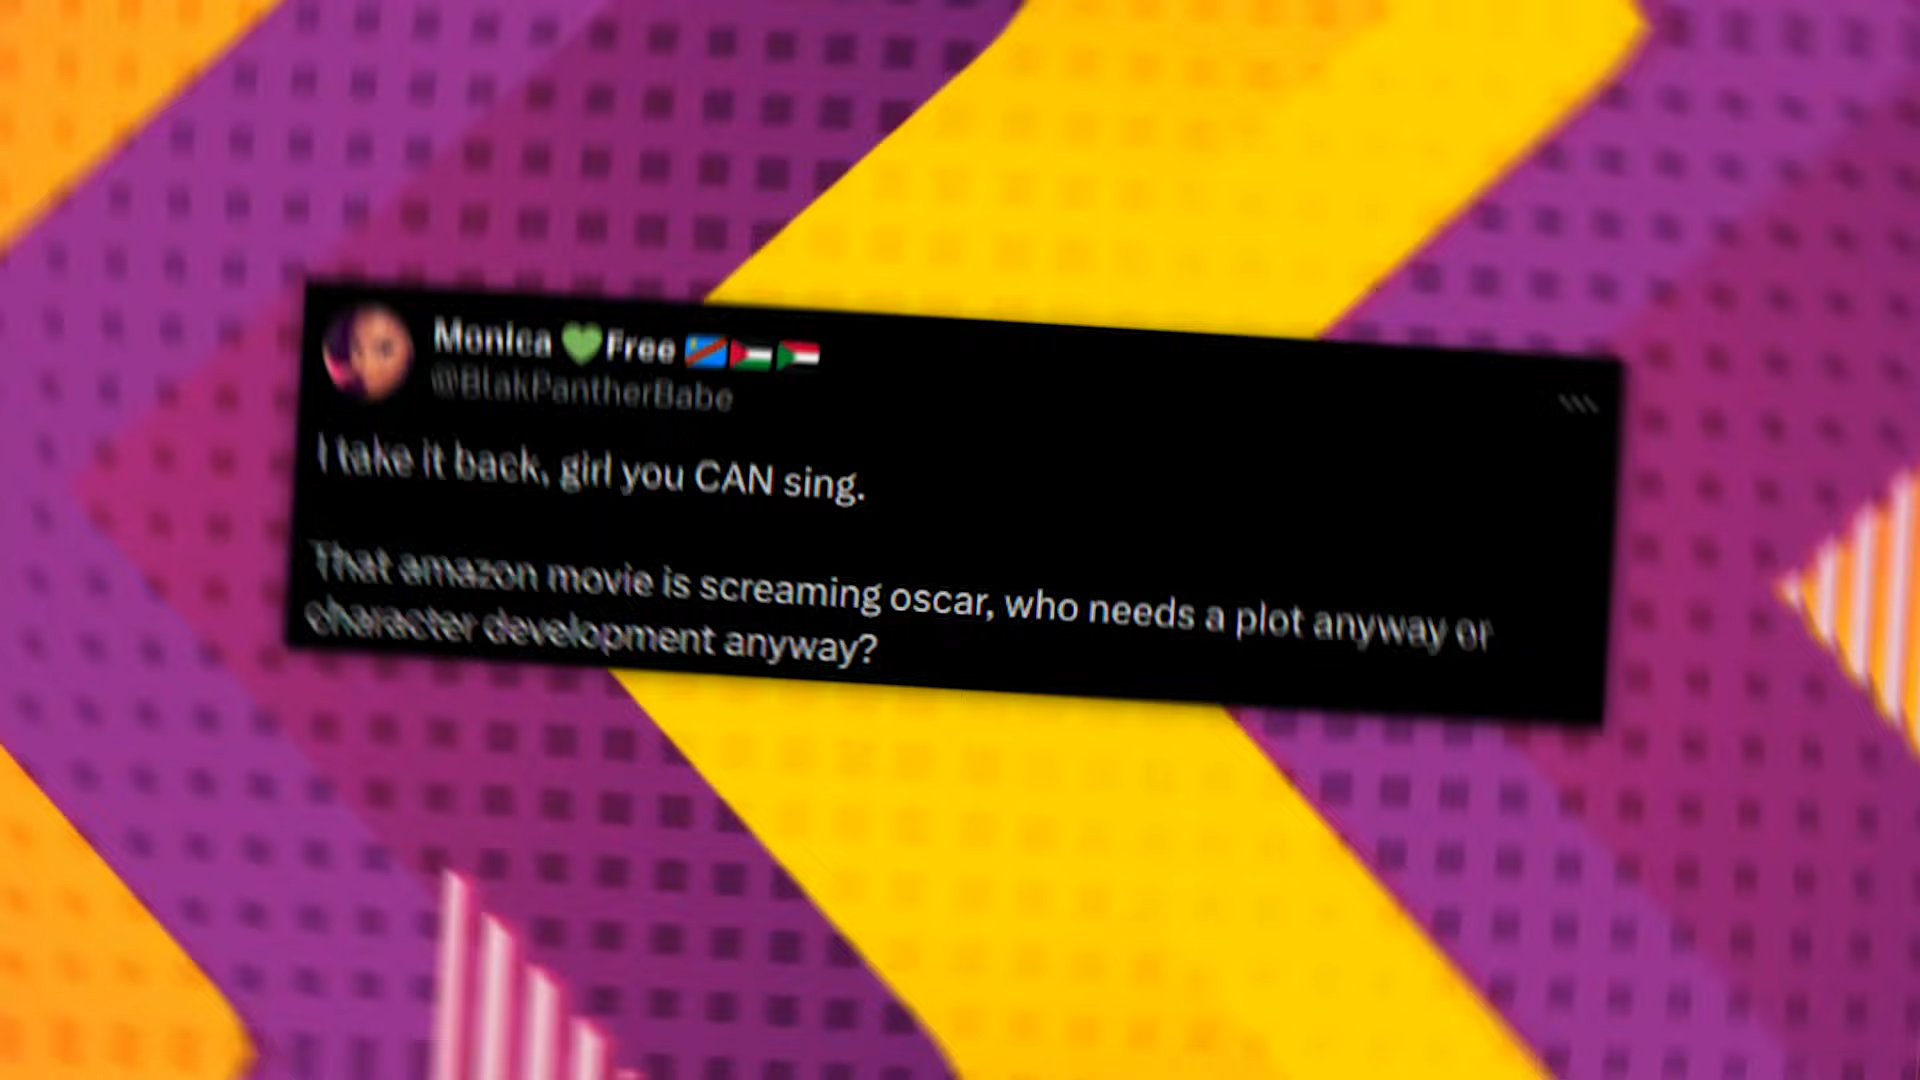 Monica 💚Free 🇨🇩🇵🇸🇸🇩
@BlakPantherBabe
I take it back, girl you CAN sing.
That amazon movie is screaming oscar, who needs a plot anyway or
character development anyway?